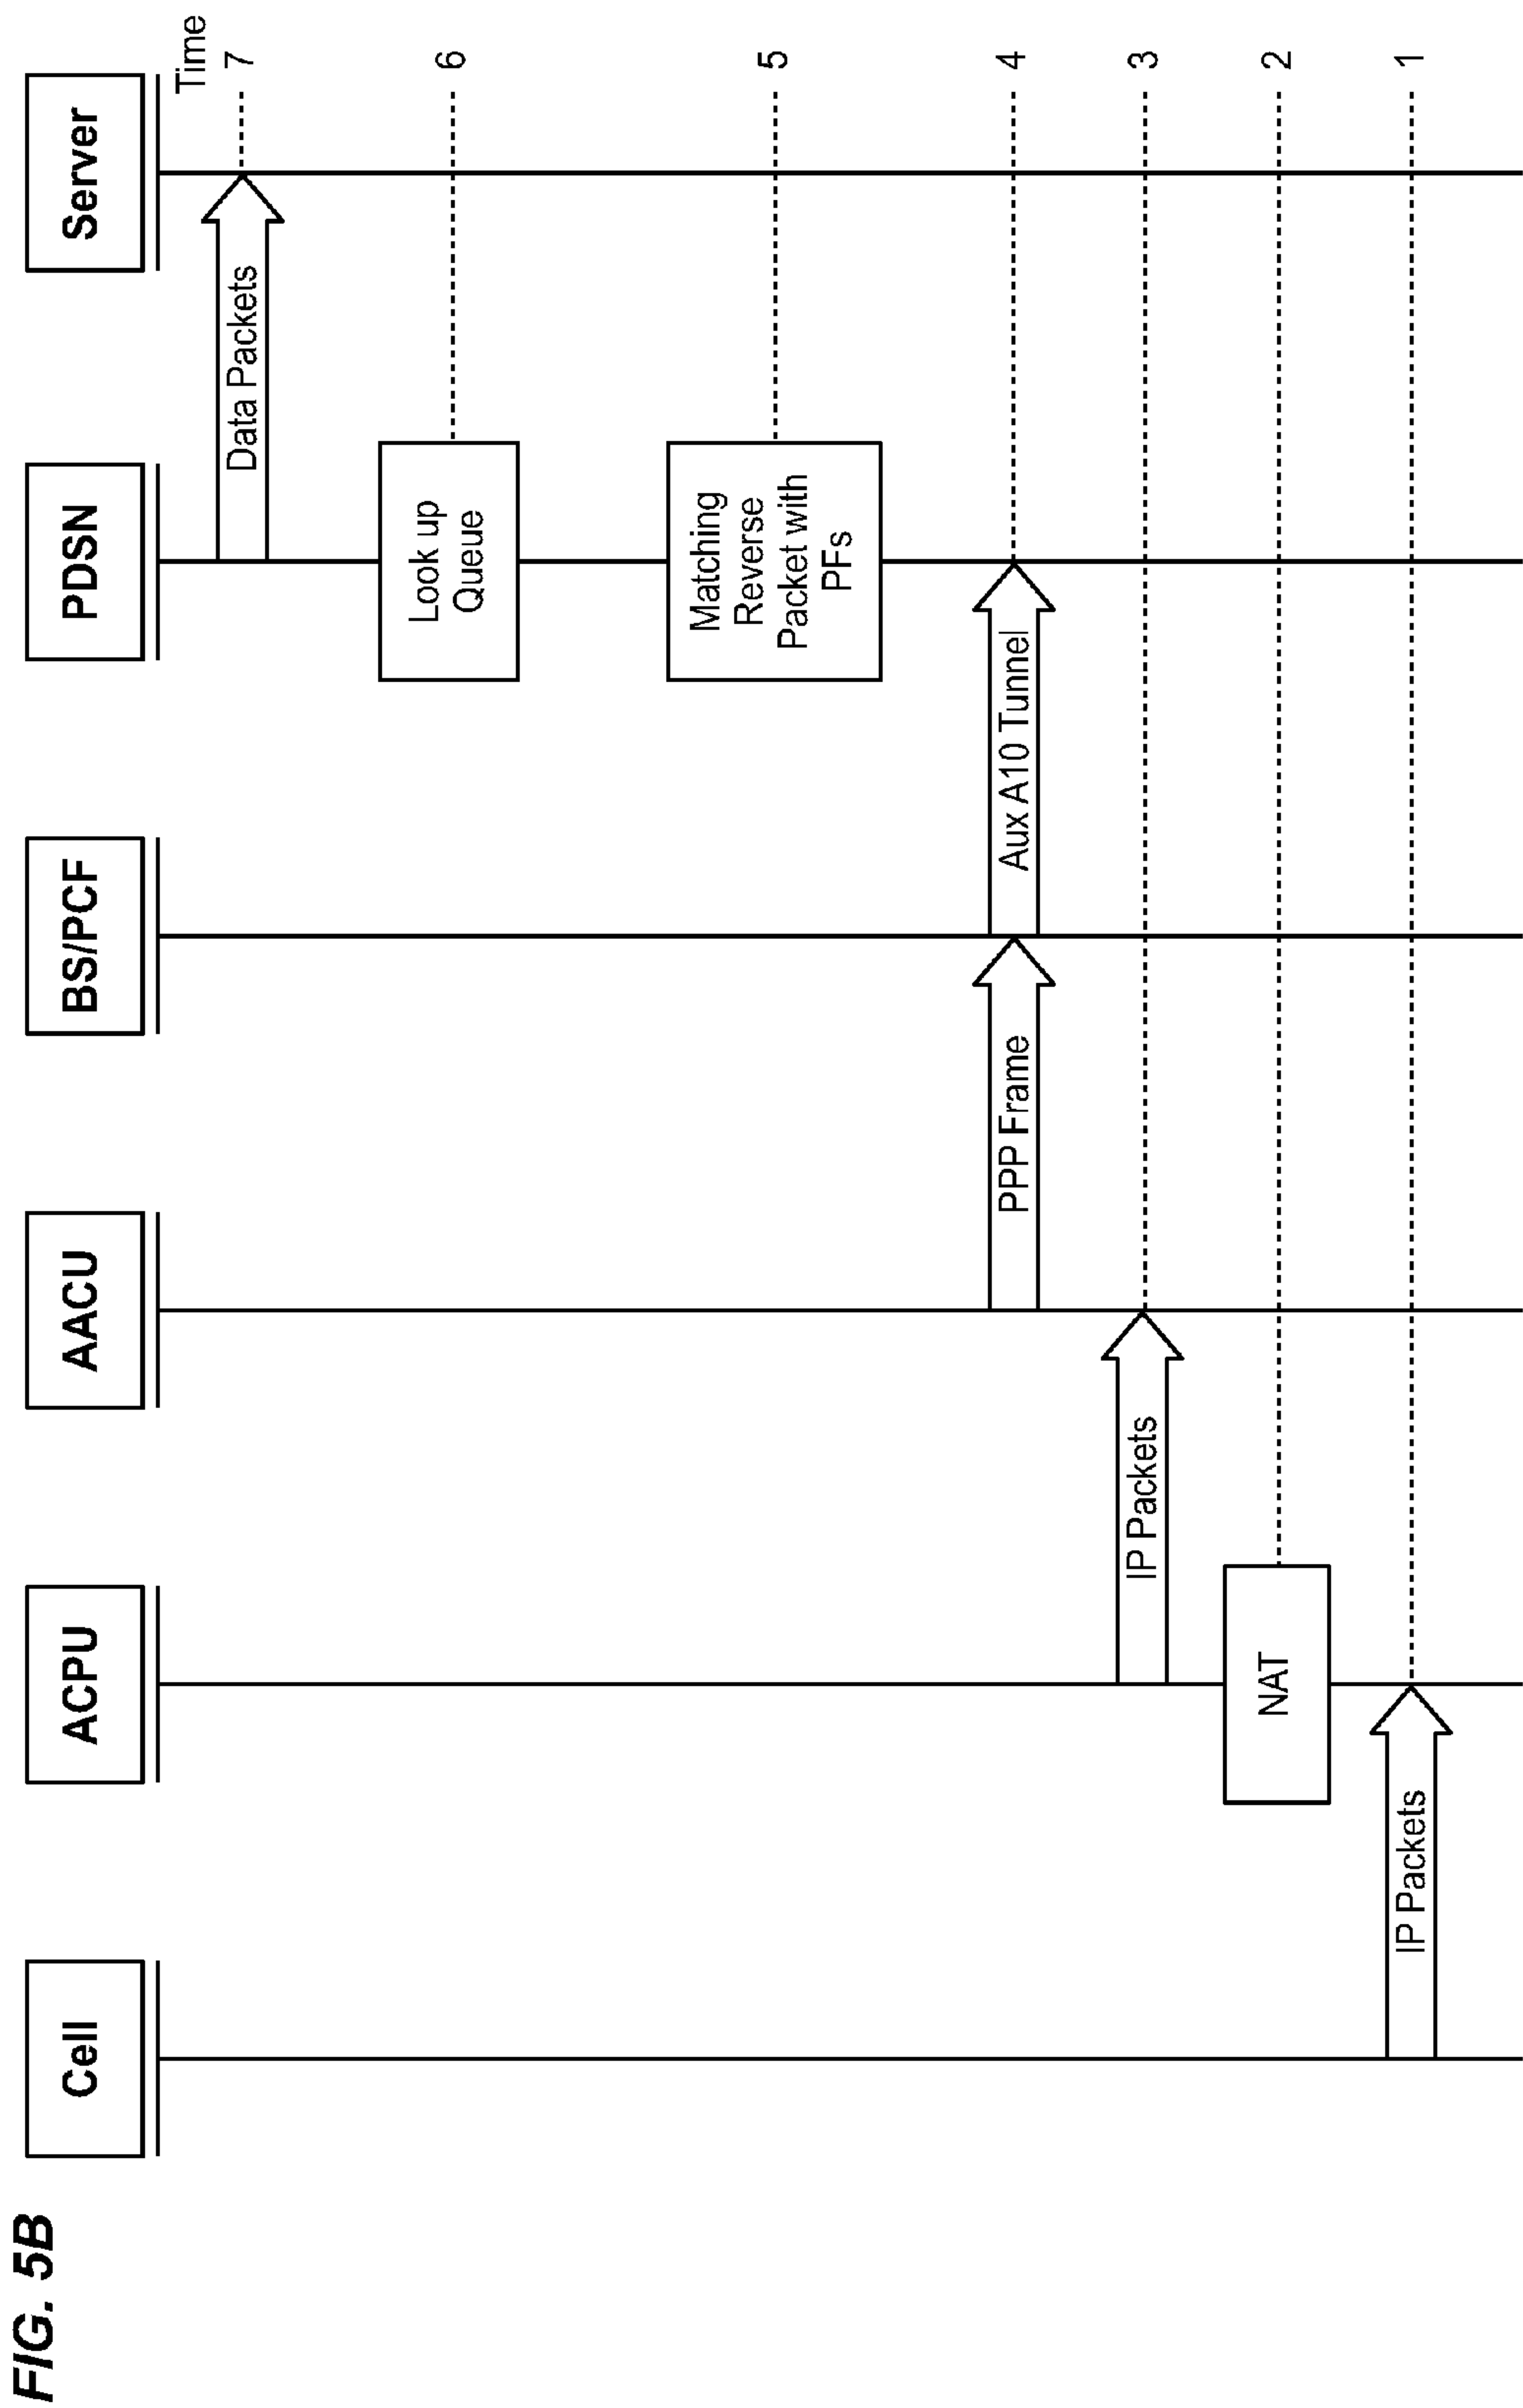 FIG. 5B
Cell
ACPU
AACU
BS/PCF
PDSN
Server
Time
Data Packets
7
Look up
Queue
6
Matching
Reverse
Packet with
PFs
5
PPP Frame
Aux A10 Tunnel
4
IP Packets
3
NAT
2
IP Packets
1